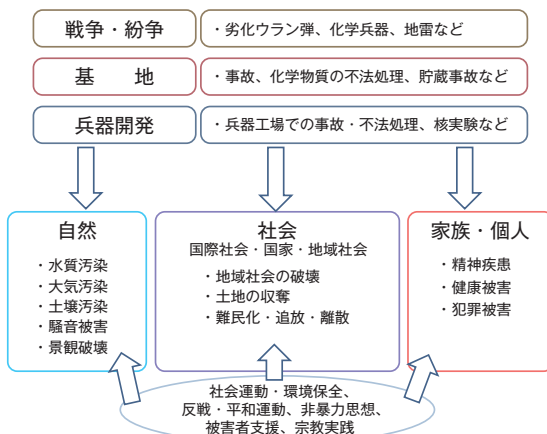 戦争・紛争
・劣化ウラン弾、化学兵器、地雷など
基　地
・事故、化学物質の不法処理、貯蔵事故など
兵器開発
・兵器工場での事故・不法処理、核実験など
自然
・水質汚染
・大気汚染
・土壌汚染
・騒音被害
・景観破壊
社会
国際社会・国家・地域社会
・地域社会の破壊
・土地の収奪
・難民化・追放・離散
家族・個人
・精神疾患
・健康被害
・犯罪被害
社会運動・環境保全、
反戦・平和運動、非暴力思想、
被害者支援、宗教実践